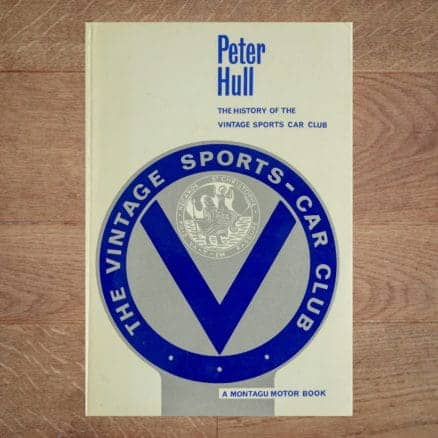 Peter
Hull
THE HISTORY OF THE
VINTAGE SPORTS CAR CLUB
THE VINTAGE SPORTS-CAR CLUB
A MONTAGU MOTOR BOOK